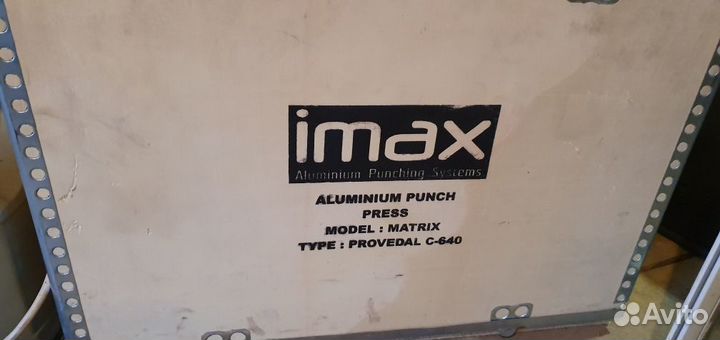 imax
Aluminium Punching Systems
ALUMINIUM PUNCH
PRESS
MODEL : MATRIX
TYPE : PROVEDAL C-640
Avito